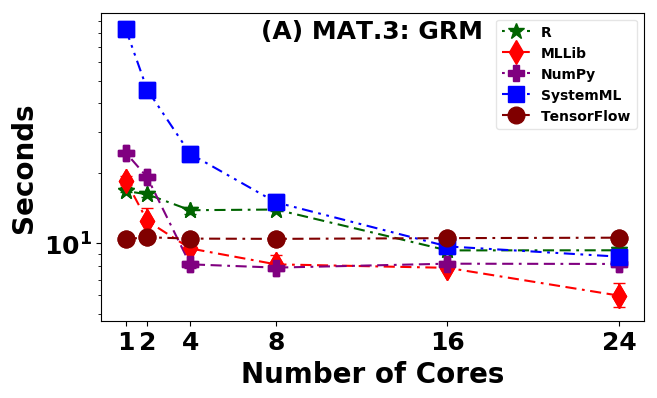 (A) MAT.3: GRM
R
MLLib
NumPy
SystemML
TensorFlow
Seconds
10¹
1 2 4 8 16 24
Number of Cores